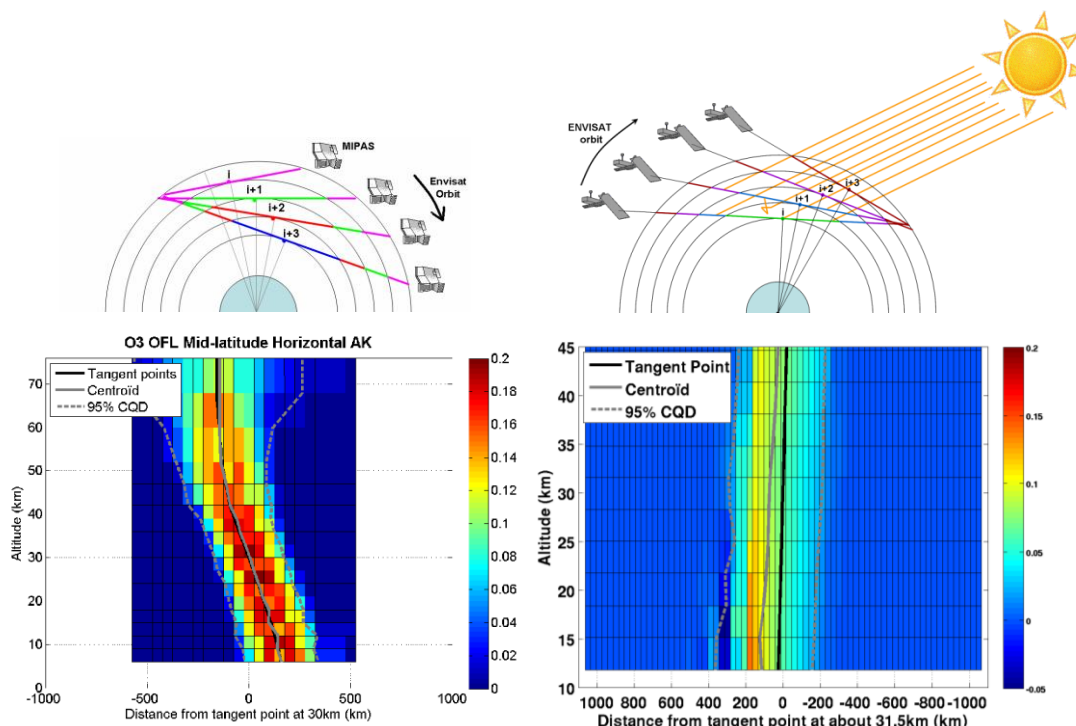 MIPAS
Envisat
Orbit
i
i+1
i+2
i+3
ENVISAT
orbit
i+3
i+2
i+1
i
O3 OFL Mid-latitude Horizontal AK
Tangent points
Centroïd
95% CQD
70
60
50
40
30
20
10
0
Altitude (km)
-1000
-500
0
500
1000
Distance from tangent point at 30km (km)
0.2
0.18
0.16
0.14
0.12
0.1
0.08
0.06
0.04
0.02
0
Tangent Point
Centroïd
95% CQD
45
40
35
30
25
20
15
10
Altitude (km)
1000 800 600 400 200 0 -200 -400 -600 -800 -1000
Distance from tangent point at about 31.5km (km)
0.2
0.15
0.1
0.05
0
-0.05